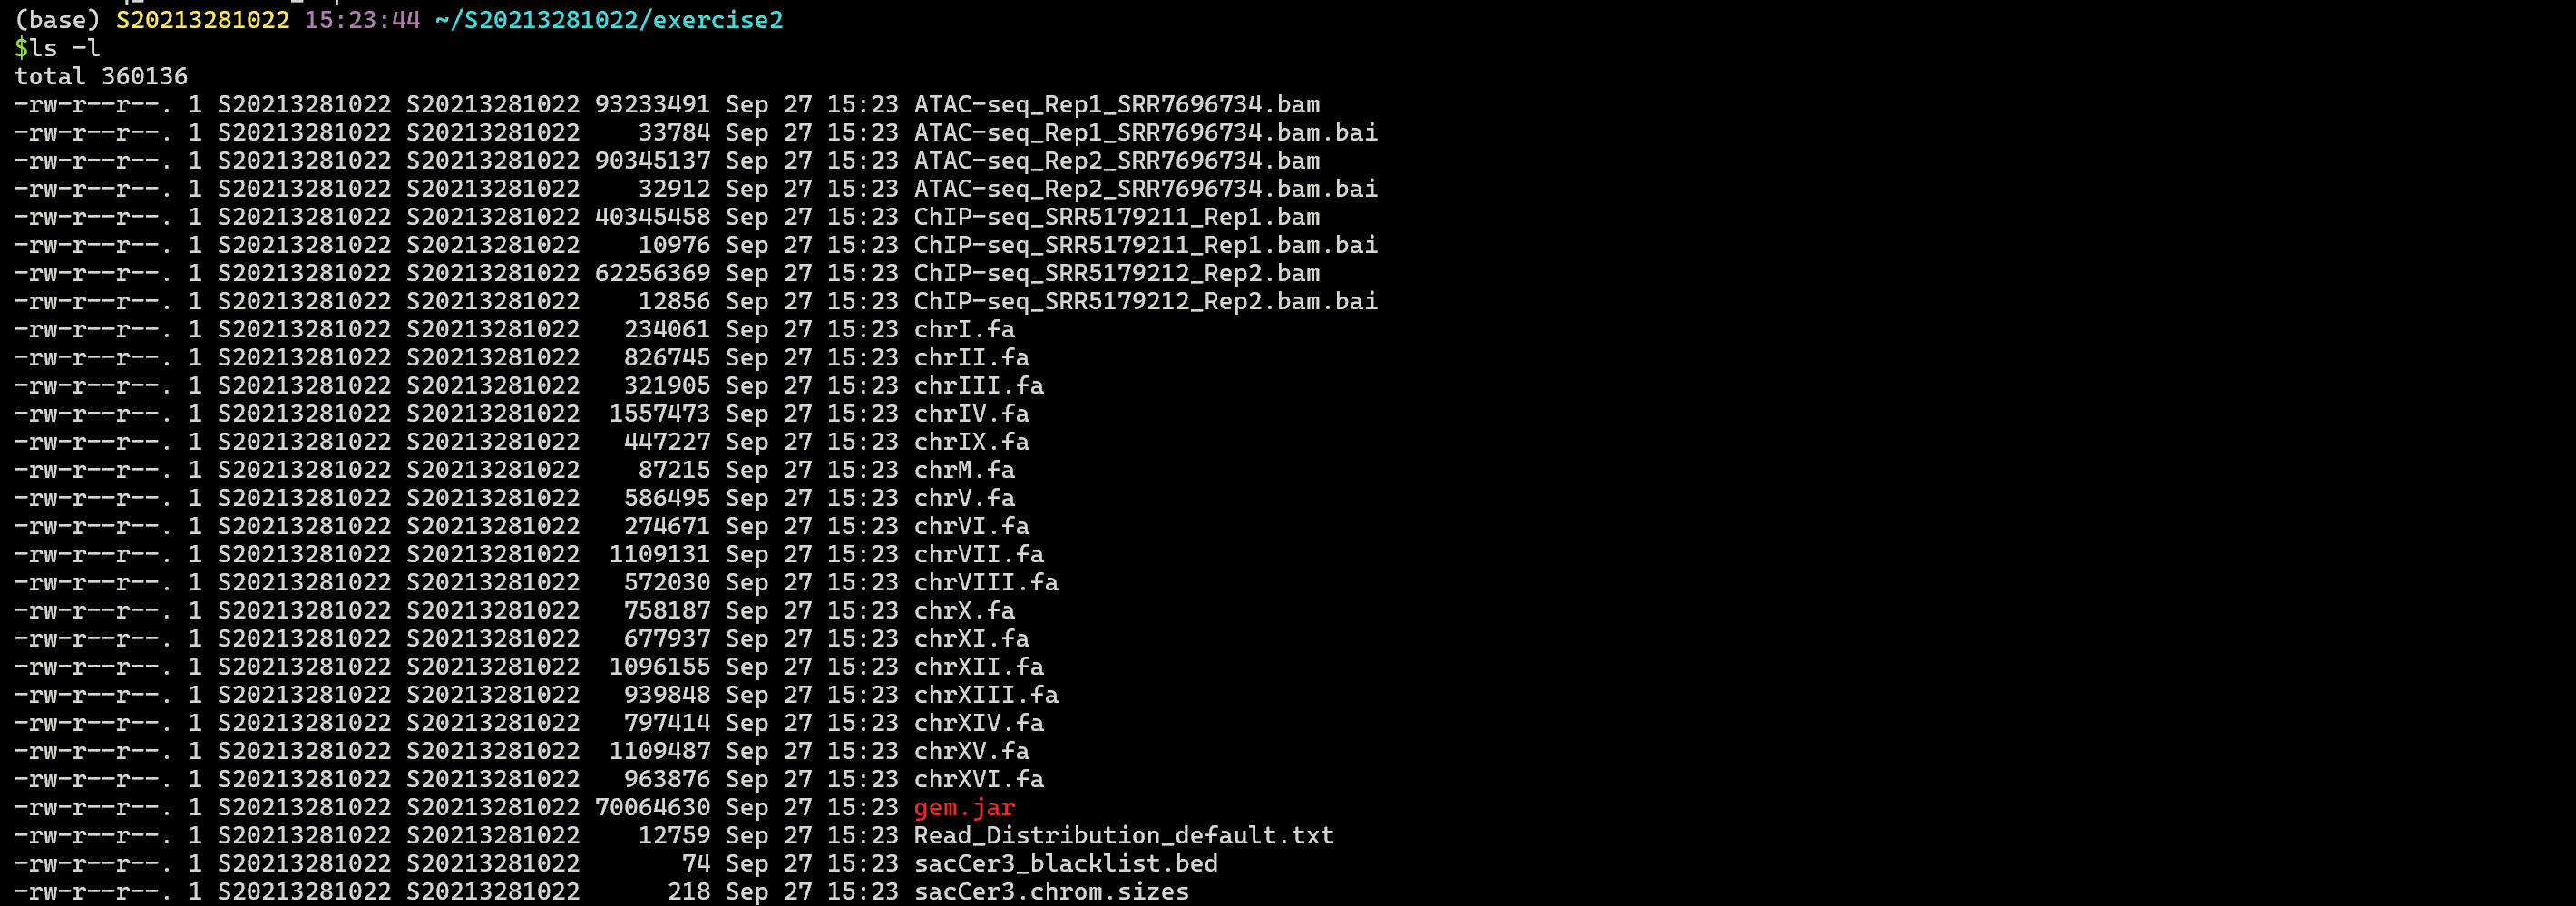 (base) S20213281022 15:23:44 ~/S20213281022/exercise2
$ls -l
total 360136
-rw-r--r--. 1 S20213281022 S20213281022 93233491 Sep 27 15:23 ATAC-seq_Rep1_SRR7696734.bam
-rw-r--r--. 1 S20213281022 S20213281022    33784 Sep 27 15:23 ATAC-seq_Rep1_SRR7696734.bam.bai
-rw-r--r--. 1 S20213281022 S20213281022 90345137 Sep 27 15:23 ATAC-seq_Rep2_SRR7696734.bam
-rw-r--r--. 1 S20213281022 S20213281022    32912 Sep 27 15:23 ATAC-seq_Rep2_SRR7696734.bam.bai
-rw-r--r--. 1 S20213281022 S20213281022 40345458 Sep 27 15:23 ChIP-seq_SRR5179211_Rep1.bam
-rw-r--r--. 1 S20213281022 S20213281022    10976 Sep 27 15:23 ChIP-seq_SRR5179211_Rep1.bam.bai
-rw-r--r--. 1 S20213281022 S20213281022 62256369 Sep 27 15:23 ChIP-seq_SRR5179212_Rep2.bam
-rw-r--r--. 1 S20213281022 S20213281022    12856 Sep 27 15:23 ChIP-seq_SRR5179212_Rep2.bam.bai
-rw-r--r--. 1 S20213281022 S20213281022   234061 Sep 27 15:23 chrI.fa
-rw-r--r--. 1 S20213281022 S20213281022   826745 Sep 27 15:23 chrII.fa
-rw-r--r--. 1 S20213281022 S20213281022   321905 Sep 27 15:23 chrIII.fa
-rw-r--r--. 1 S20213281022 S20213281022  1557473 Sep 27 15:23 chrIV.fa
-rw-r--r--. 1 S20213281022 S20213281022   447227 Sep 27 15:23 chrIX.fa
-rw-r--r--. 1 S20213281022 S20213281022    87215 Sep 27 15:23 chrM.fa
-rw-r--r--. 1 S20213281022 S20213281022   586495 Sep 27 15:23 chrV.fa
-rw-r--r--. 1 S20213281022 S20213281022   274671 Sep 27 15:23 chrVI.fa
-rw-r--r--. 1 S20213281022 S20213281022  1109131 Sep 27 15:23 chrVII.fa
-rw-r--r--. 1 S20213281022 S20213281022   572030 Sep 27 15:23 chrVIII.fa
-rw-r--r--. 1 S20213281022 S20213281022   758187 Sep 27 15:23 chrX.fa
-rw-r--r--. 1 S20213281022 S20213281022   677937 Sep 27 15:23 chrXI.fa
-rw-r--r--. 1 S20213281022 S20213281022  1096155 Sep 27 15:23 chrXII.fa
-rw-r--r--. 1 S20213281022 S20213281022   939848 Sep 27 15:23 chrXIII.fa
-rw-r--r--. 1 S20213281022 S20213281022   797414 Sep 27 15:23 chrXIV.fa
-rw-r--r--. 1 S20213281022 S20213281022  1109487 Sep 27 15:23 chrXV.fa
-rw-r--r--. 1 S20213281022 S20213281022   963876 Sep 27 15:23 chrXVI.fa
-rw-r--r--. 1 S20213281022 S20213281022 70064630 Sep 27 15:23 gem.jar
-rw-r--r--. 1 S20213281022 S20213281022    12759 Sep 27 15:23 Read_Distribution_default.txt
-rw-r--r--. 1 S20213281022 S20213281022       74 Sep 27 15:23 sacCer3_blacklist.bed
-rw-r--r--. 1 S20213281022 S20213281022      218 Sep 27 15:23 sacCer3.chrom.sizes